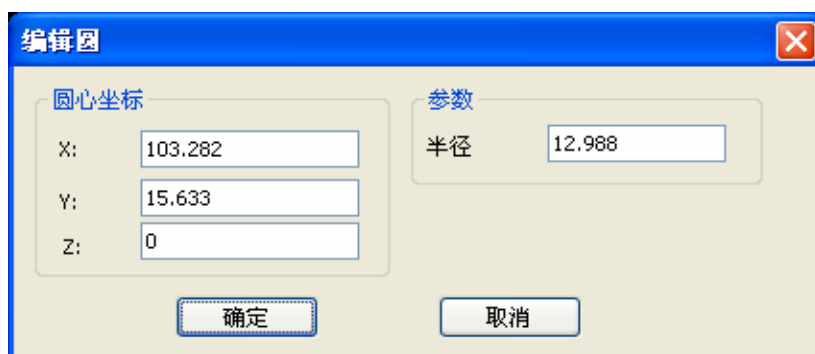 编辑圆
圆心坐标
X: 103.282
Y: 15.633
Z: 0
参数
半径 12.988
确定 取消